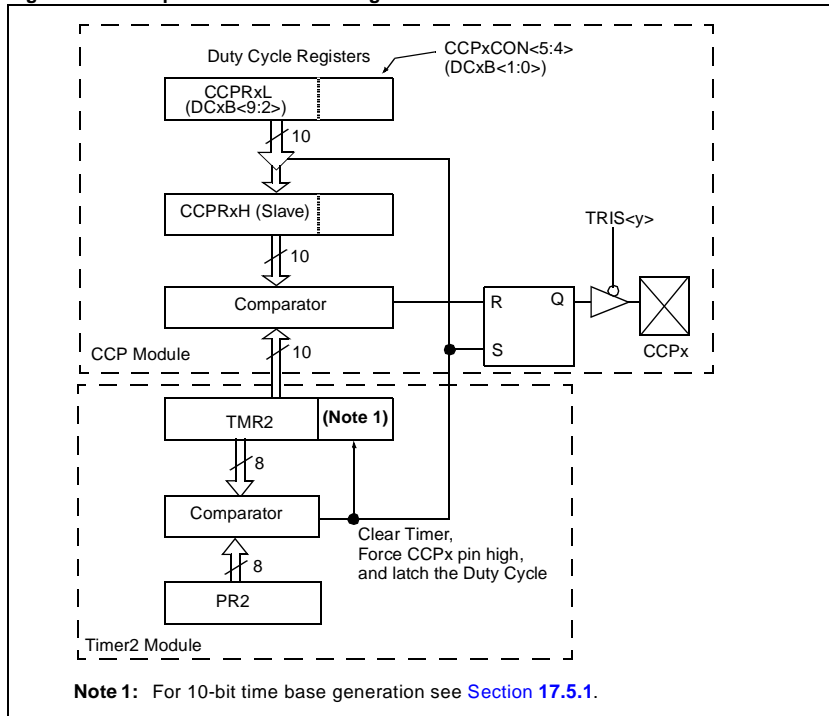 Duty Cycle Registers
CCPxCON<5:4>
(DCxB<1:0>)
CCPRxL
(DCxB<9:2>)
10
CCPRxH (Slave)
10
TRIS<y>
Comparator
R
Q
S
CCPx
CCP Module
10
TMR2
(Note 1)
8
Comparator
Clear Timer,
Force CCPx pin high,
and latch the Duty Cycle
8
PR2
Timer2 Module
Note 1: For 10-bit time base generation see Section 17.5.1.